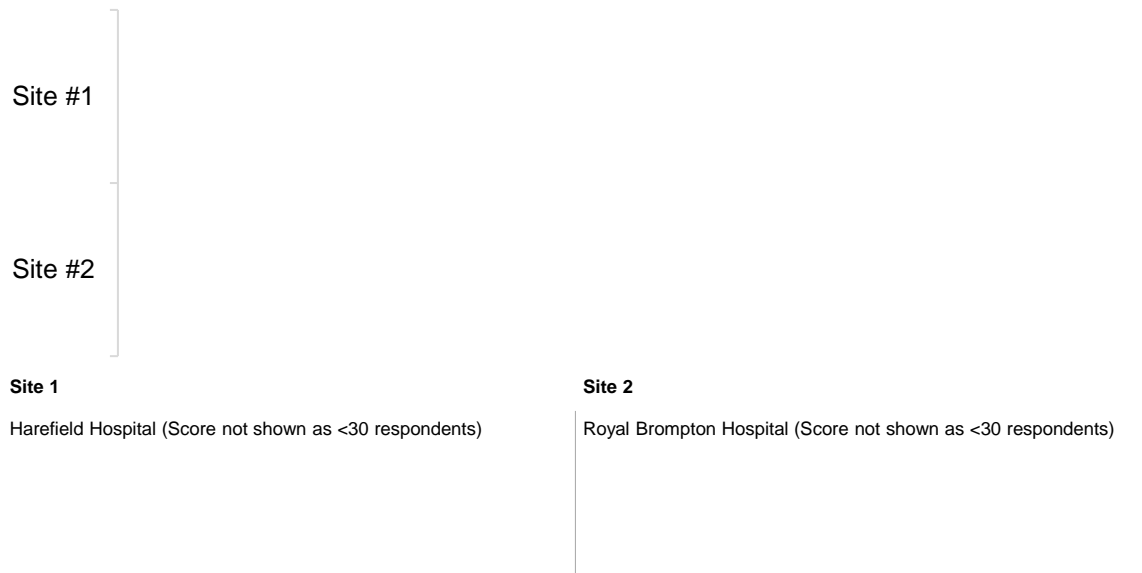 Site #1
Site #2
Site 1
Harefield Hospital (Score not shown as <30 respondents)
Site 2
Royal Brompton Hospital (Score not shown as <30 respondents)